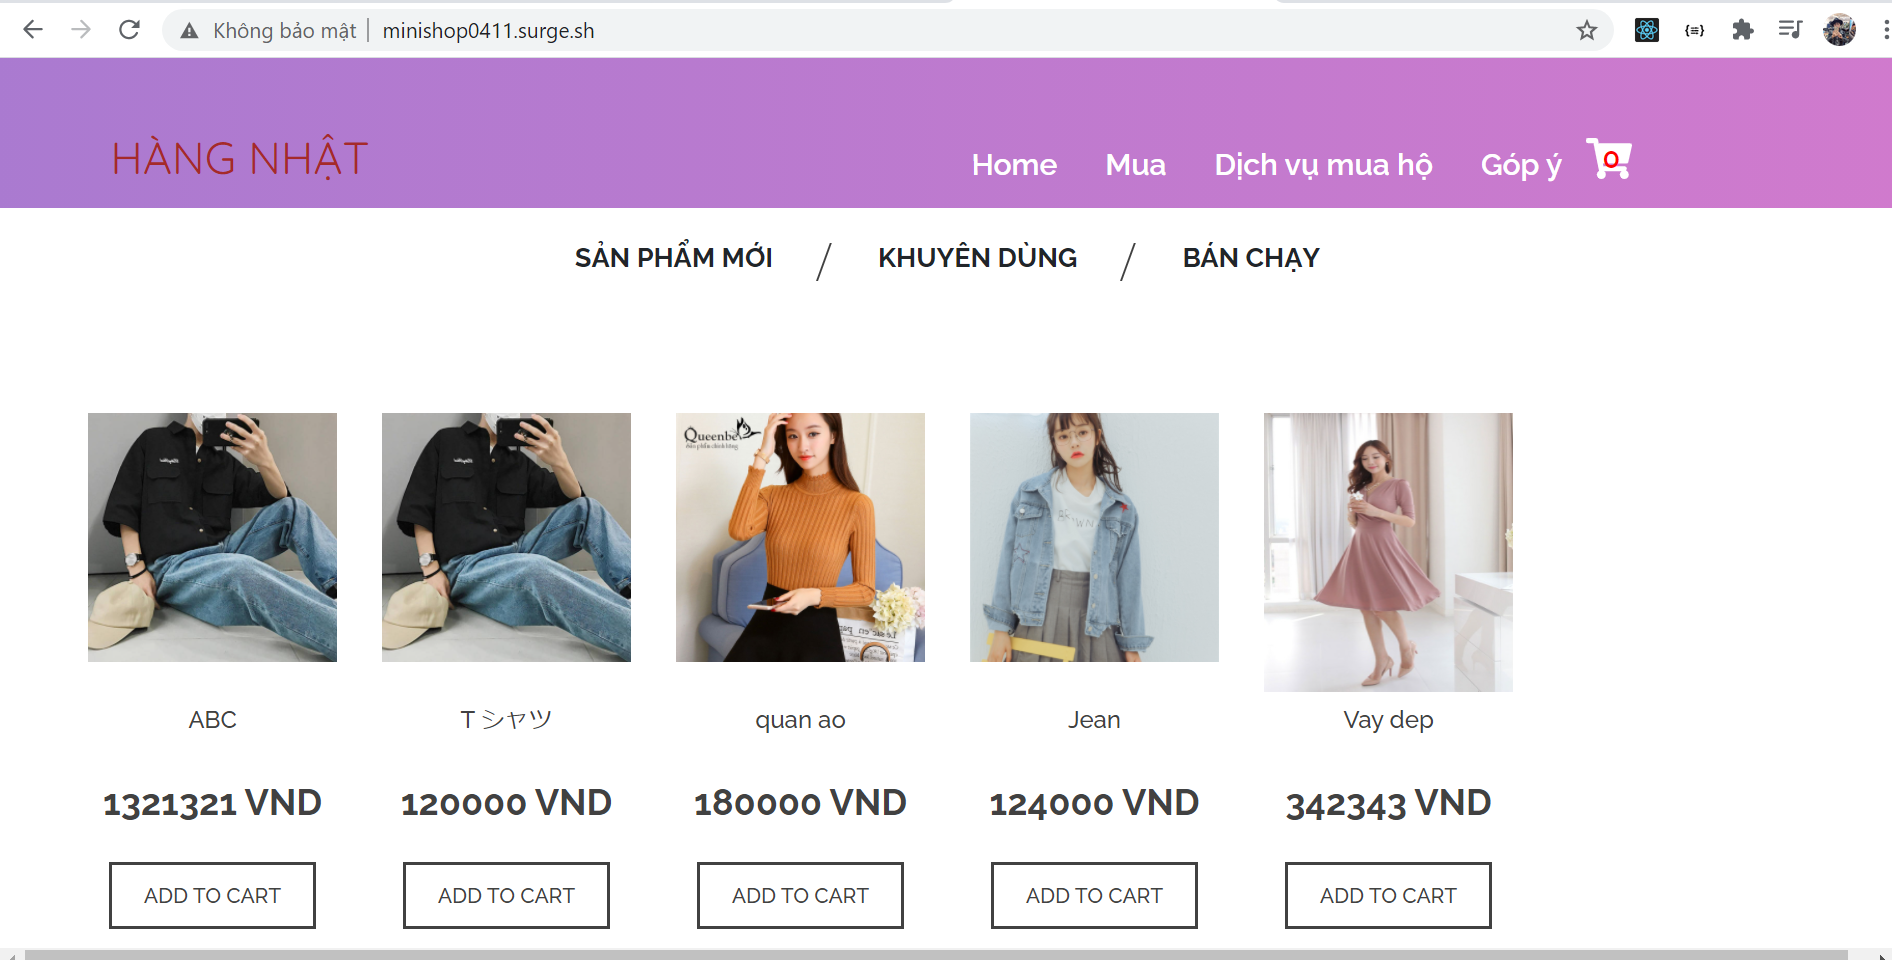 Không bảo mật | minishop0411.surge.sh
HÀNG NHẬT
Home Mua Dịch vụ mua hộ Góp ý 0
SẢN PHẨM MỚI / KHUYÊN DÙNG / BÁN CHẠY
Queenbe
ABC T シャツ quan ao Jean Vay dep
1321321 VND 120000 VND 180000 VND 124000 VND 342343 VND
ADD TO CART ADD TO CART ADD TO CART ADD TO CART ADD TO CART